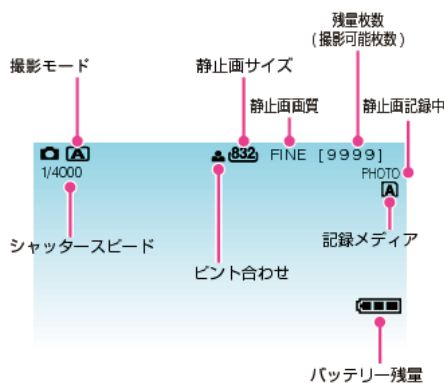 残量枚数
(撮影可能枚数)
撮影モード
静止画サイズ
静止画画質
静止画記録中
A 832 FINE [9999]
1/4000
PHOTO
A
シャッタースピード
ピント合わせ
記録メディア
バッテリー残量